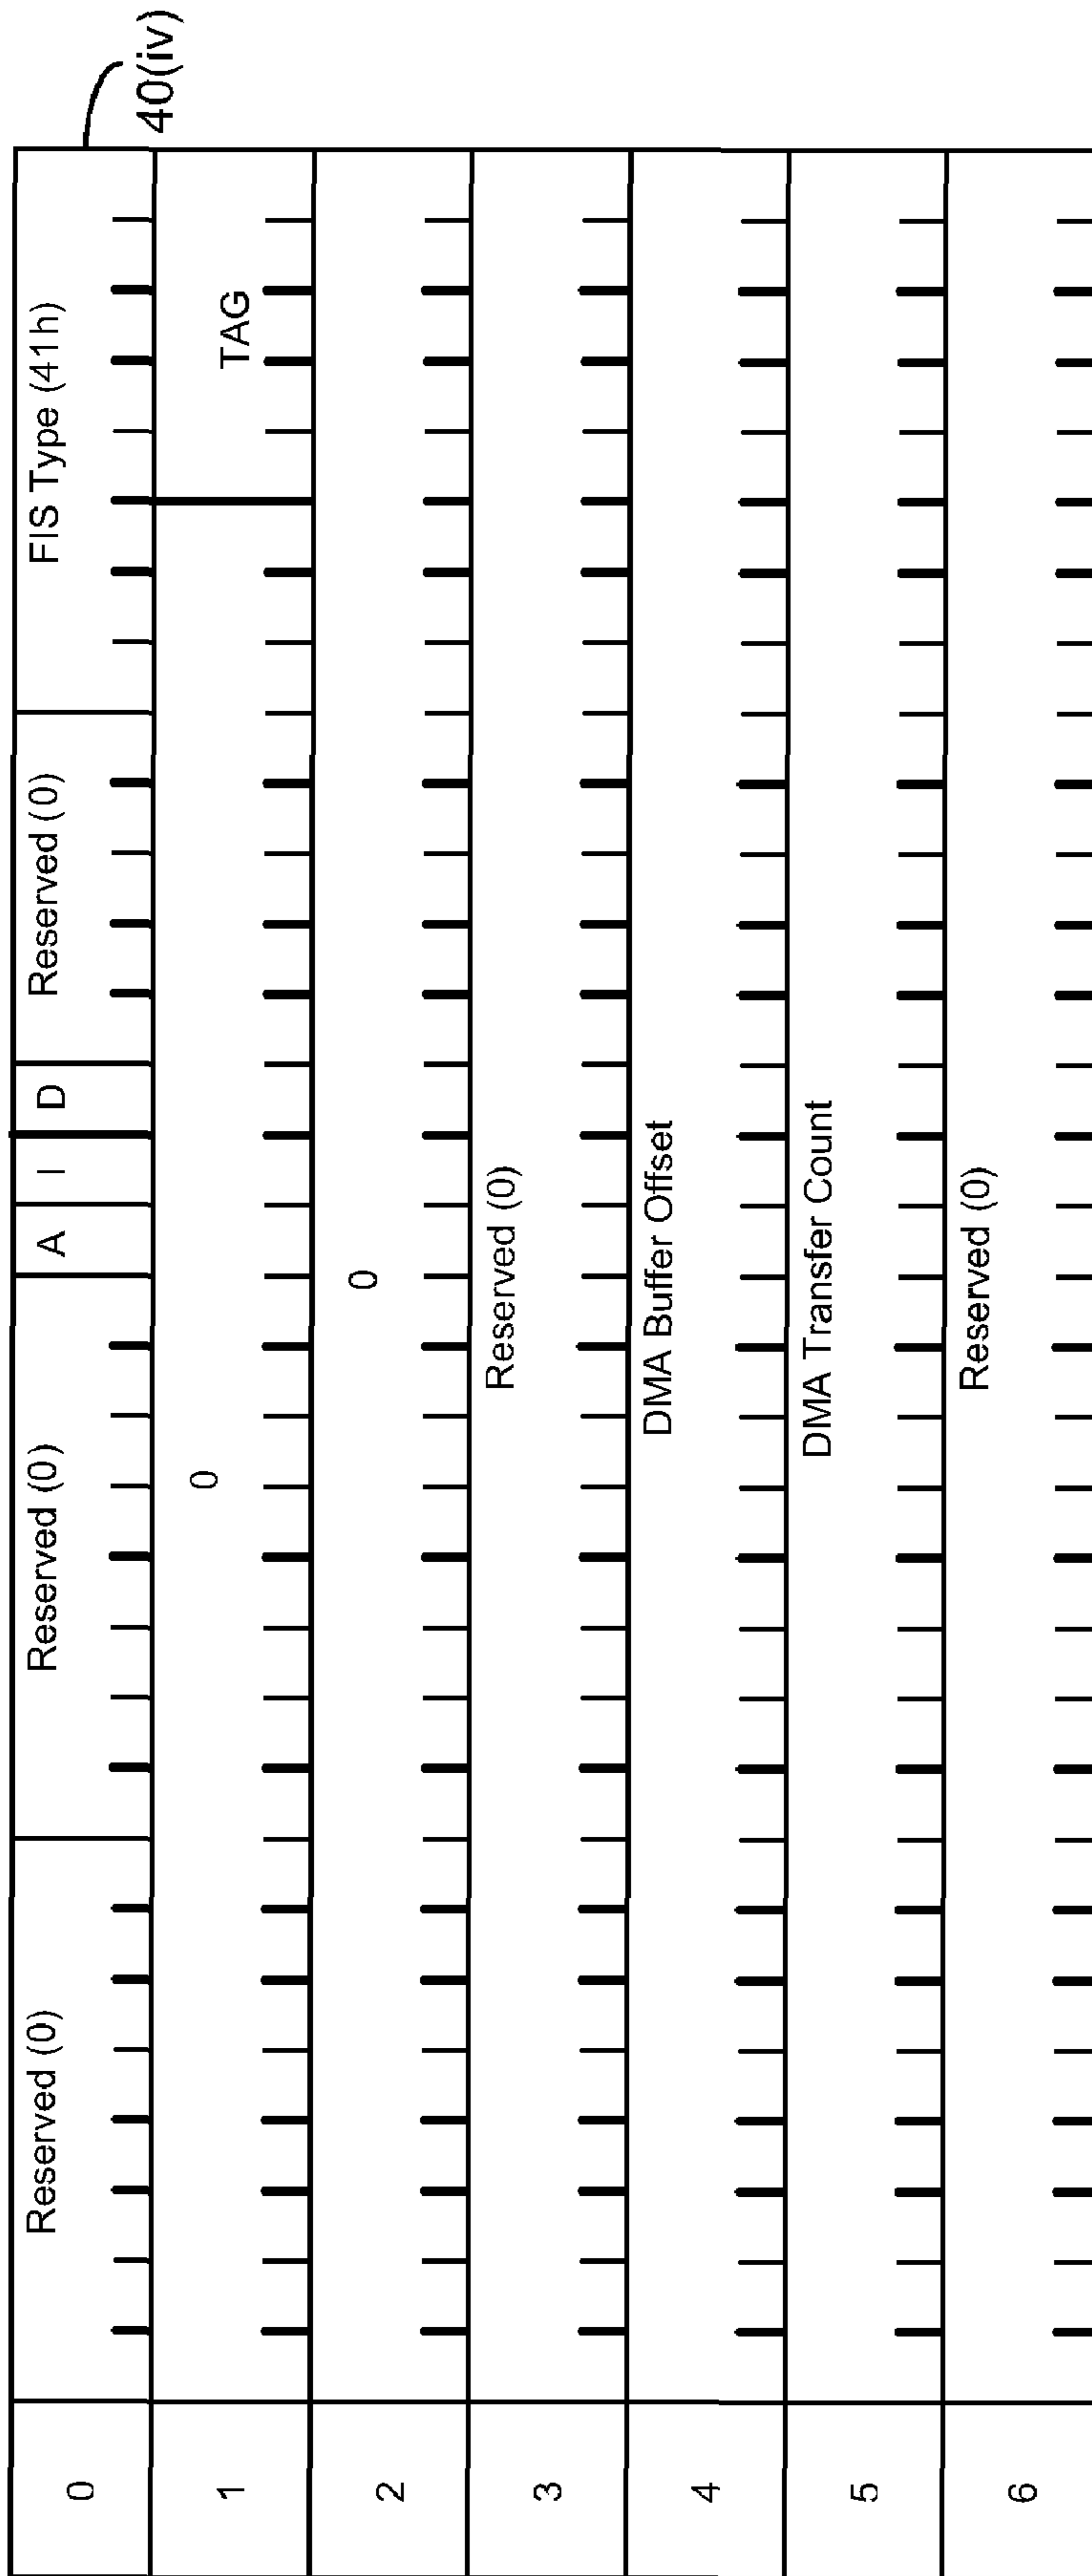 40(iv)
0 Reserved (0) Reserved (0) A I D Reserved (0) FIS Type (41h)
1 0 TAG
2 0
3 Reserved (0)
4 DMA Buffer Offset
5 DMA Transfer Count
6 Reserved (0)